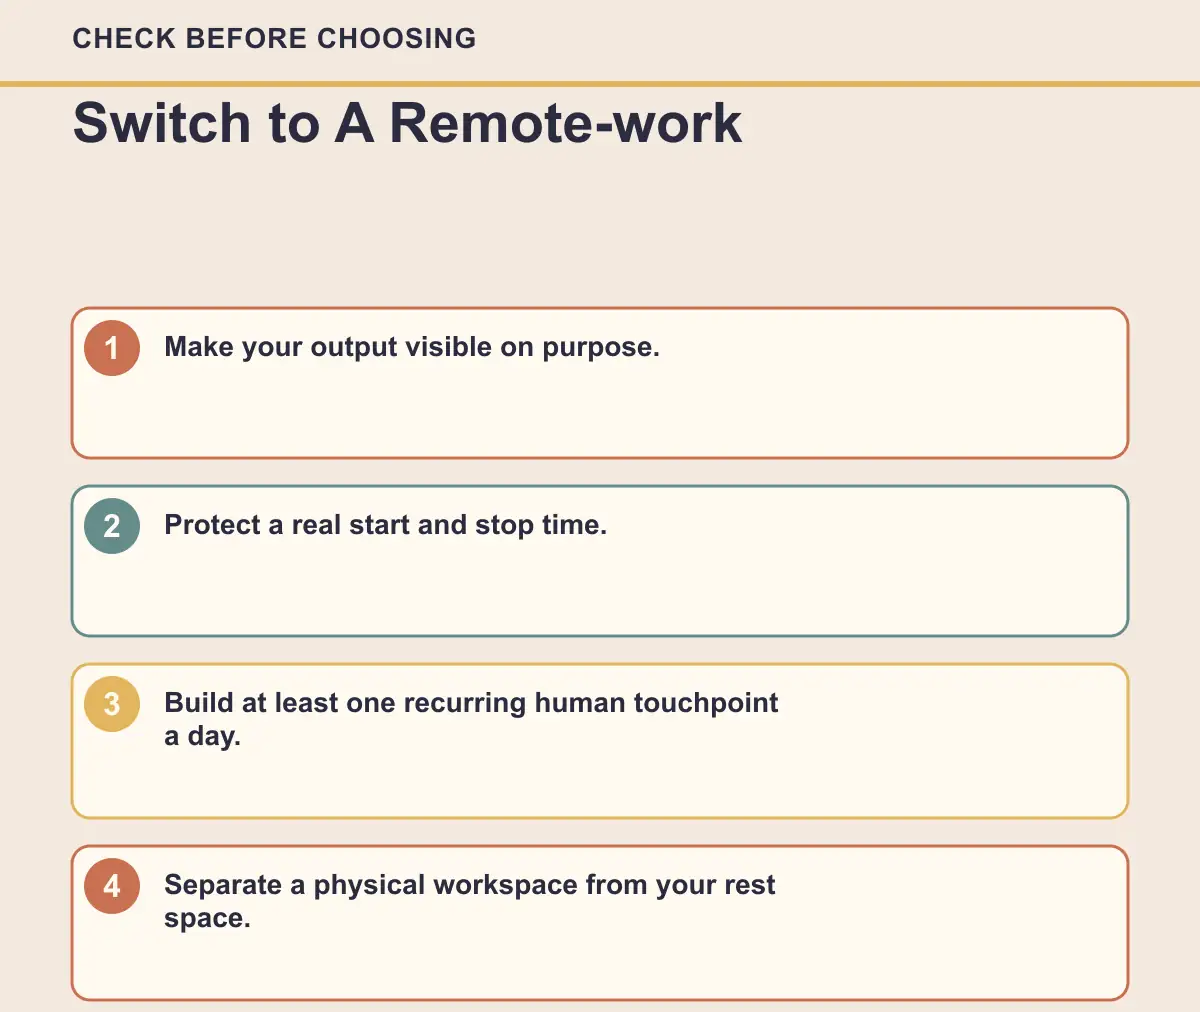 CHECK BEFORE CHOOSING
Switch to A Remote-work
1
Make your output visible on purpose.
2
Protect a real start and stop time.
3
Build at least one recurring human touchpoint
a day.
4
Separate a physical workspace from your rest
space.